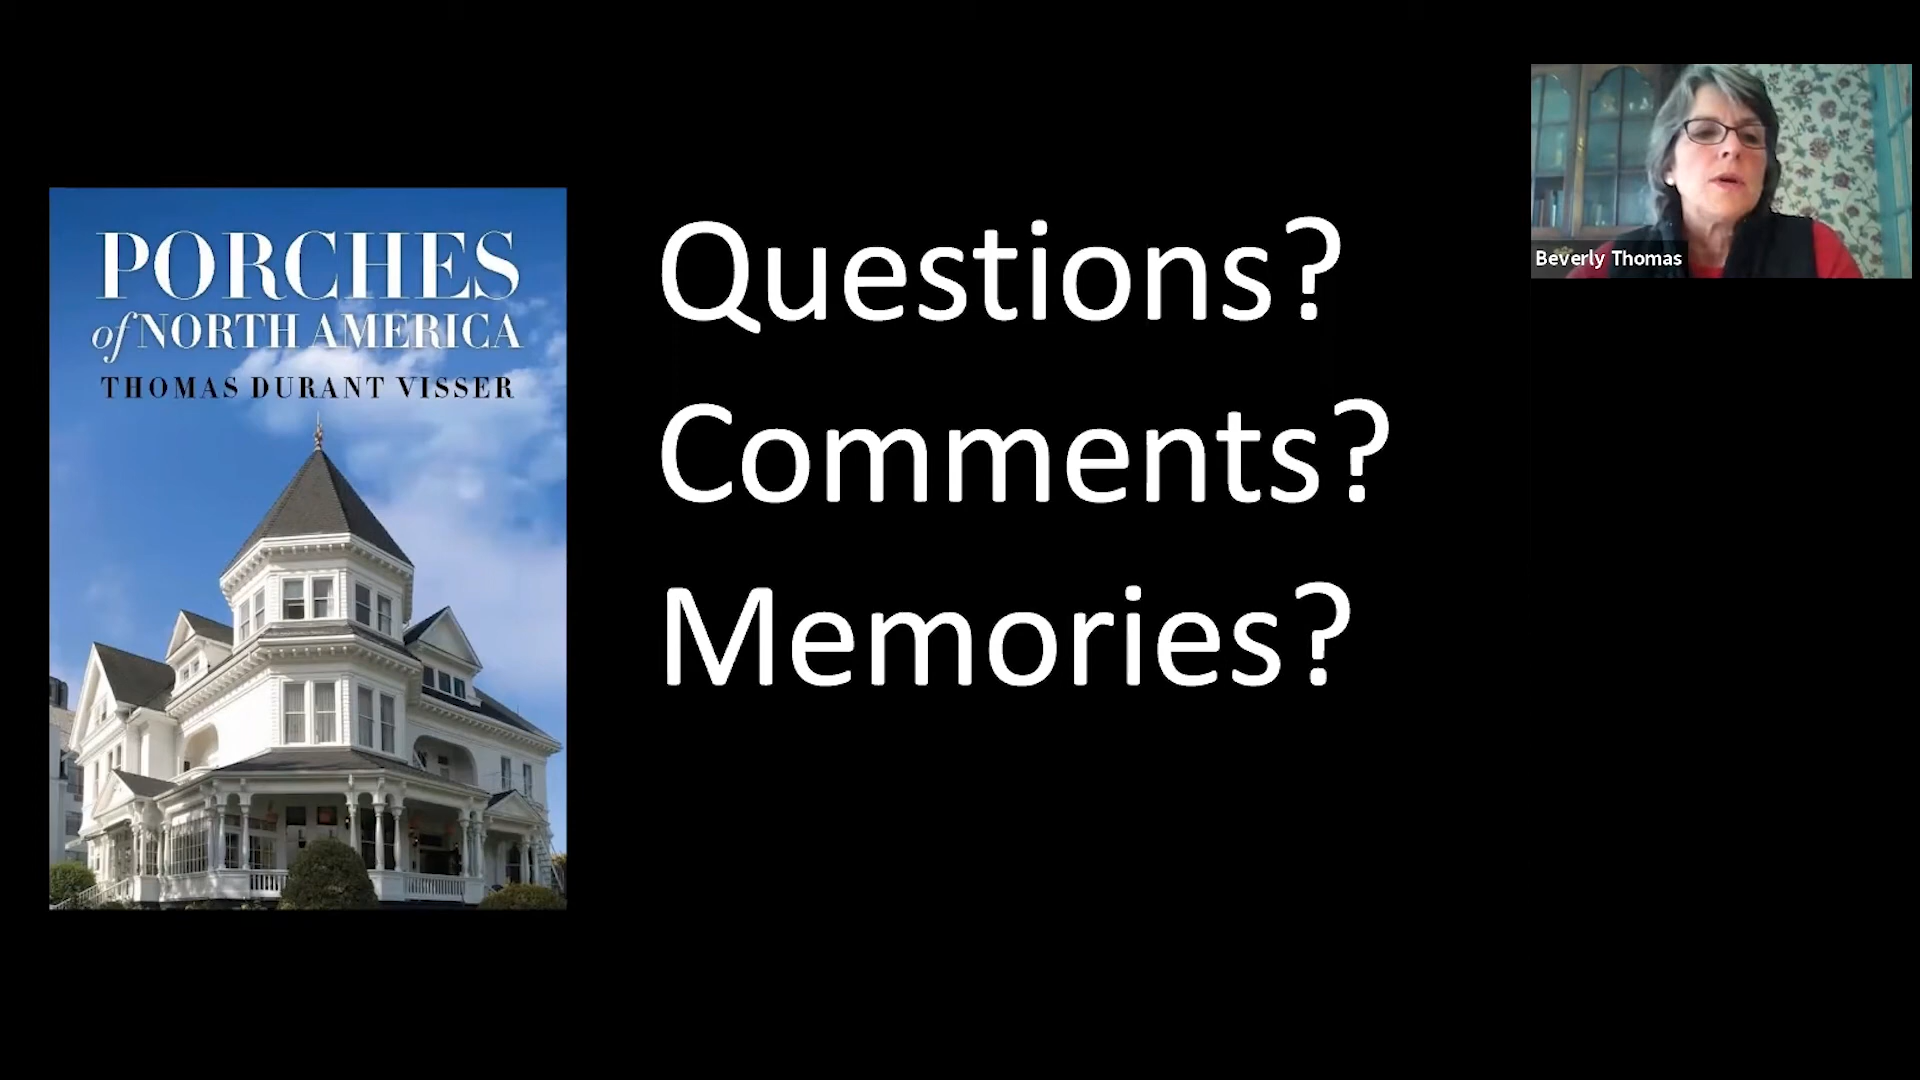 PORCHES
of NORTH AMERICA
THOMAS DURANT VISSER
Questions?
Comments?
Memories?
Beverly Thomas